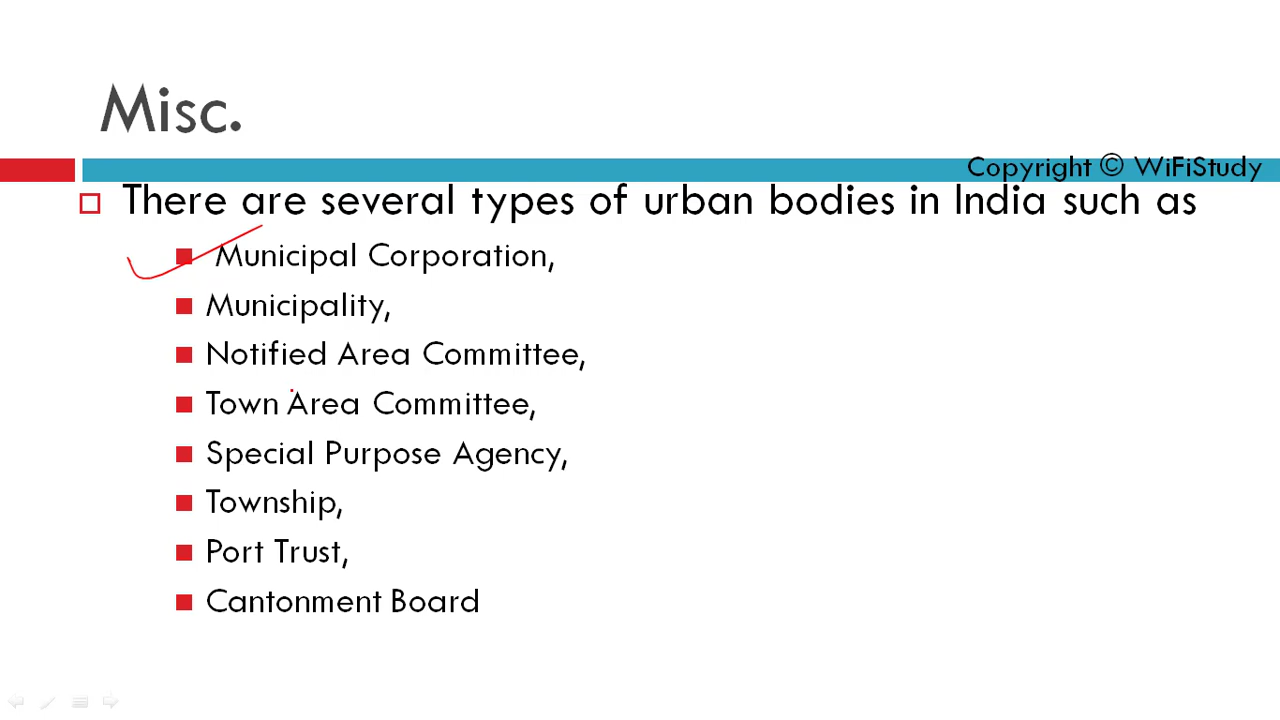 Misc.
Copyright © WiFiStudy
There are several types of urban bodies in India such as
Municipal Corporation,
Municipality,
Notified Area Committee,
Town Area Committee,
Special Purpose Agency,
Township,
Port Trust,
Cantonment Board